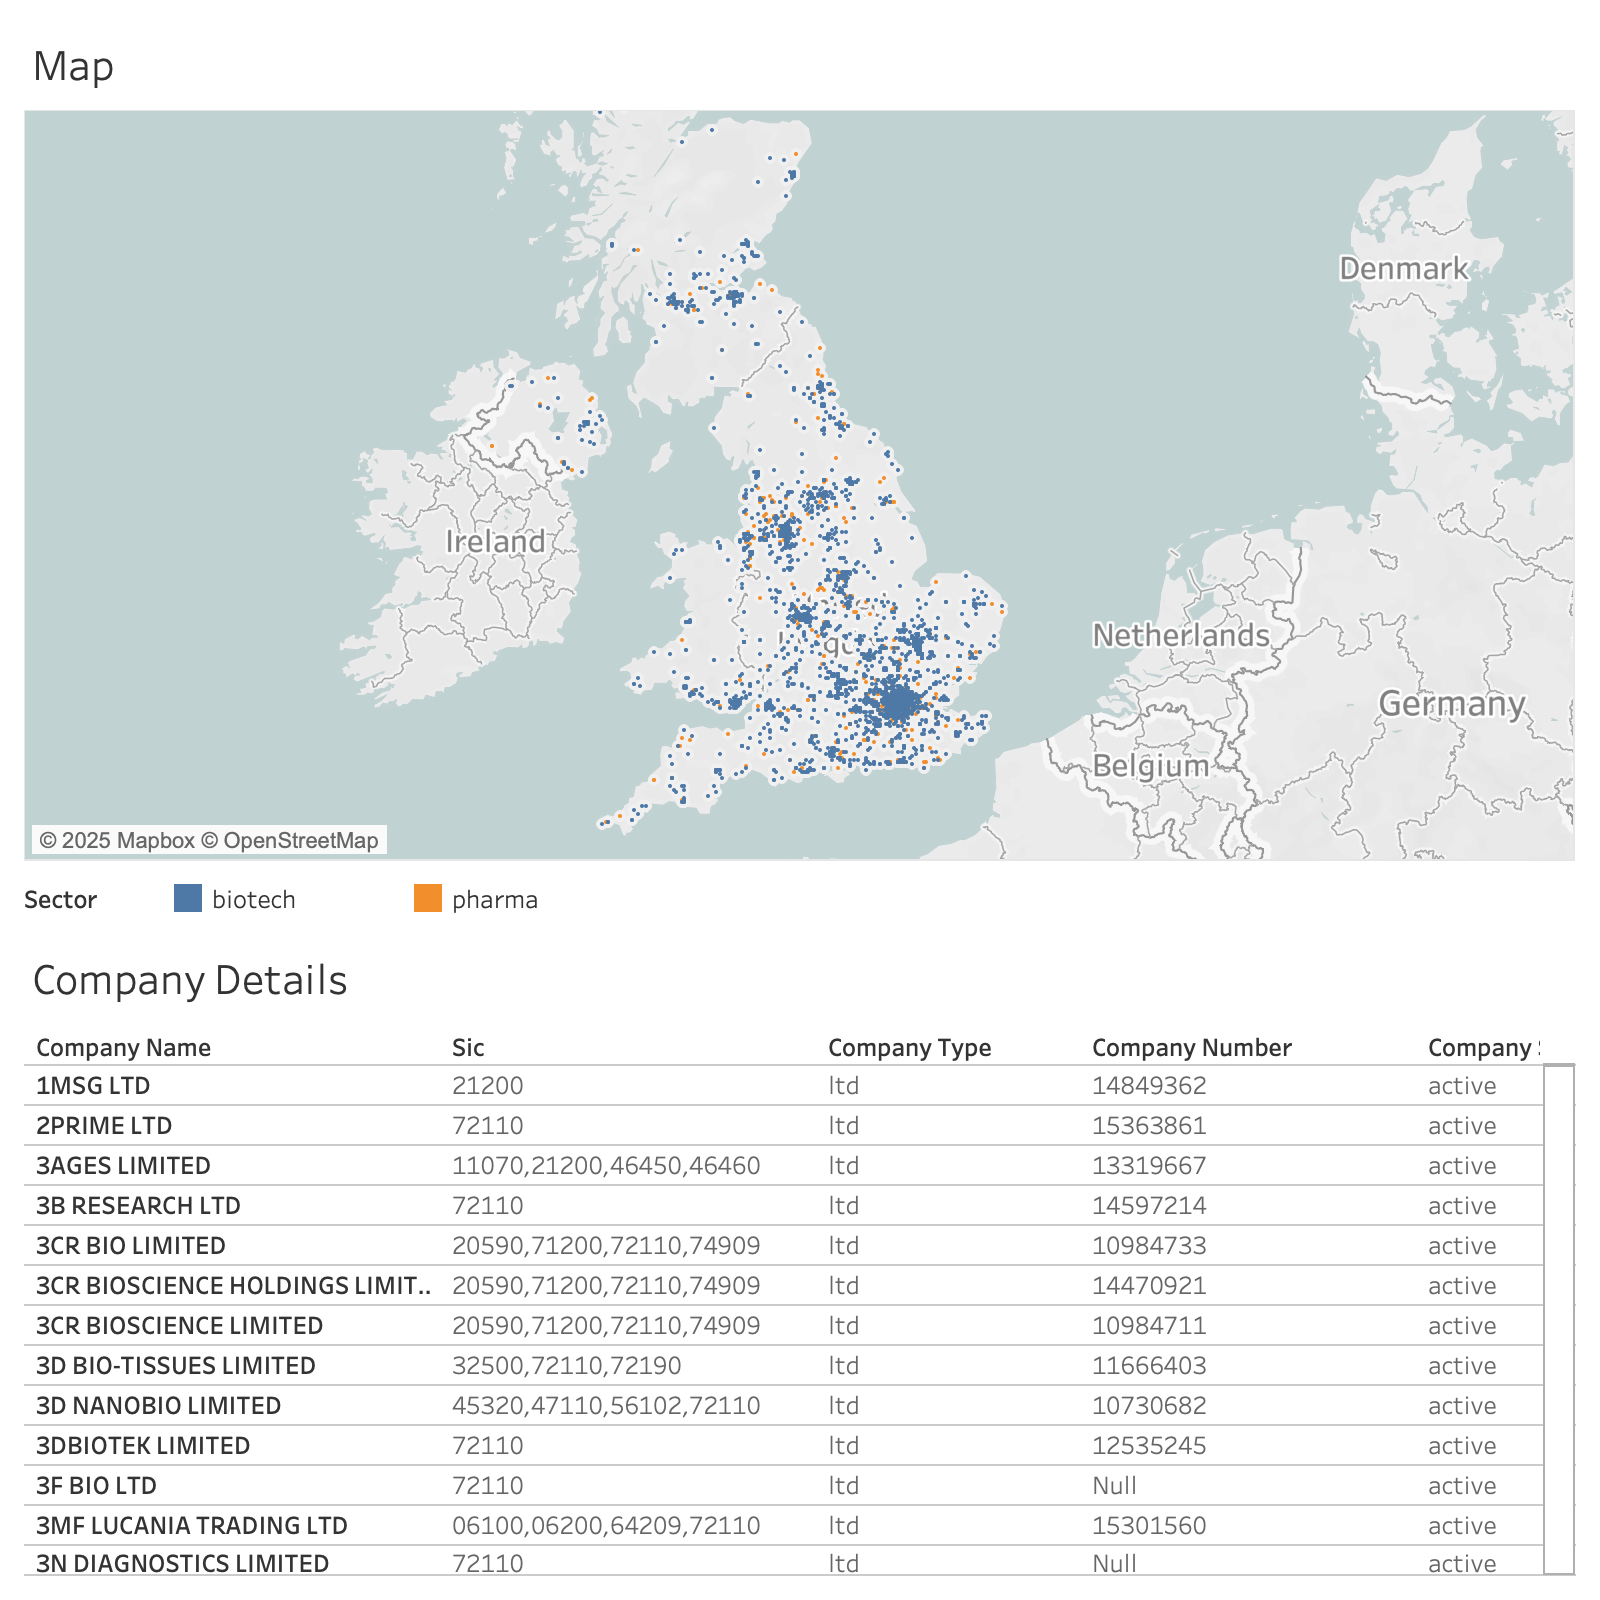 Map
Denmark
Ireland
Netherlands
Germany
Belgium
© 2025 Mapbox © OpenStreetMap
Sector biotech pharma
Company Details
Company Name Sic Company Type Company Number Company
1MSG LTD 21200 ltd 14849362 active
2PRIME LTD 72110 ltd 15363861 active
3AGES LIMITED 11070,21200,46450,46460 ltd 13319667 active
3B RESEARCH LTD 72110 ltd 14597214 active
3CR BIO LIMITED 20590,71200,72110,74909 ltd 10984733 active
3CR BIOSCIENCE HOLDINGS LIMIT.. 20590,71200,72110,74909 ltd 14470921 active
3CR BIOSCIENCE LIMITED 20590,71200,72110,74909 ltd 10984711 active
3D BIO-TISSUES LIMITED 32500,72110,72190 ltd 11666403 active
3D NANOBIO LIMITED 45320,47110,56102,72110 ltd 10730682 active
3DBIOTEK LIMITED 72110 ltd 12535245 active
3F BIO LTD 72110 ltd Null active
3MF LUCANIA TRADING LTD 06100,06200,64209,72110 ltd 15301560 active
3N DIAGNOSTICS LIMITED 72110 ltd Null active